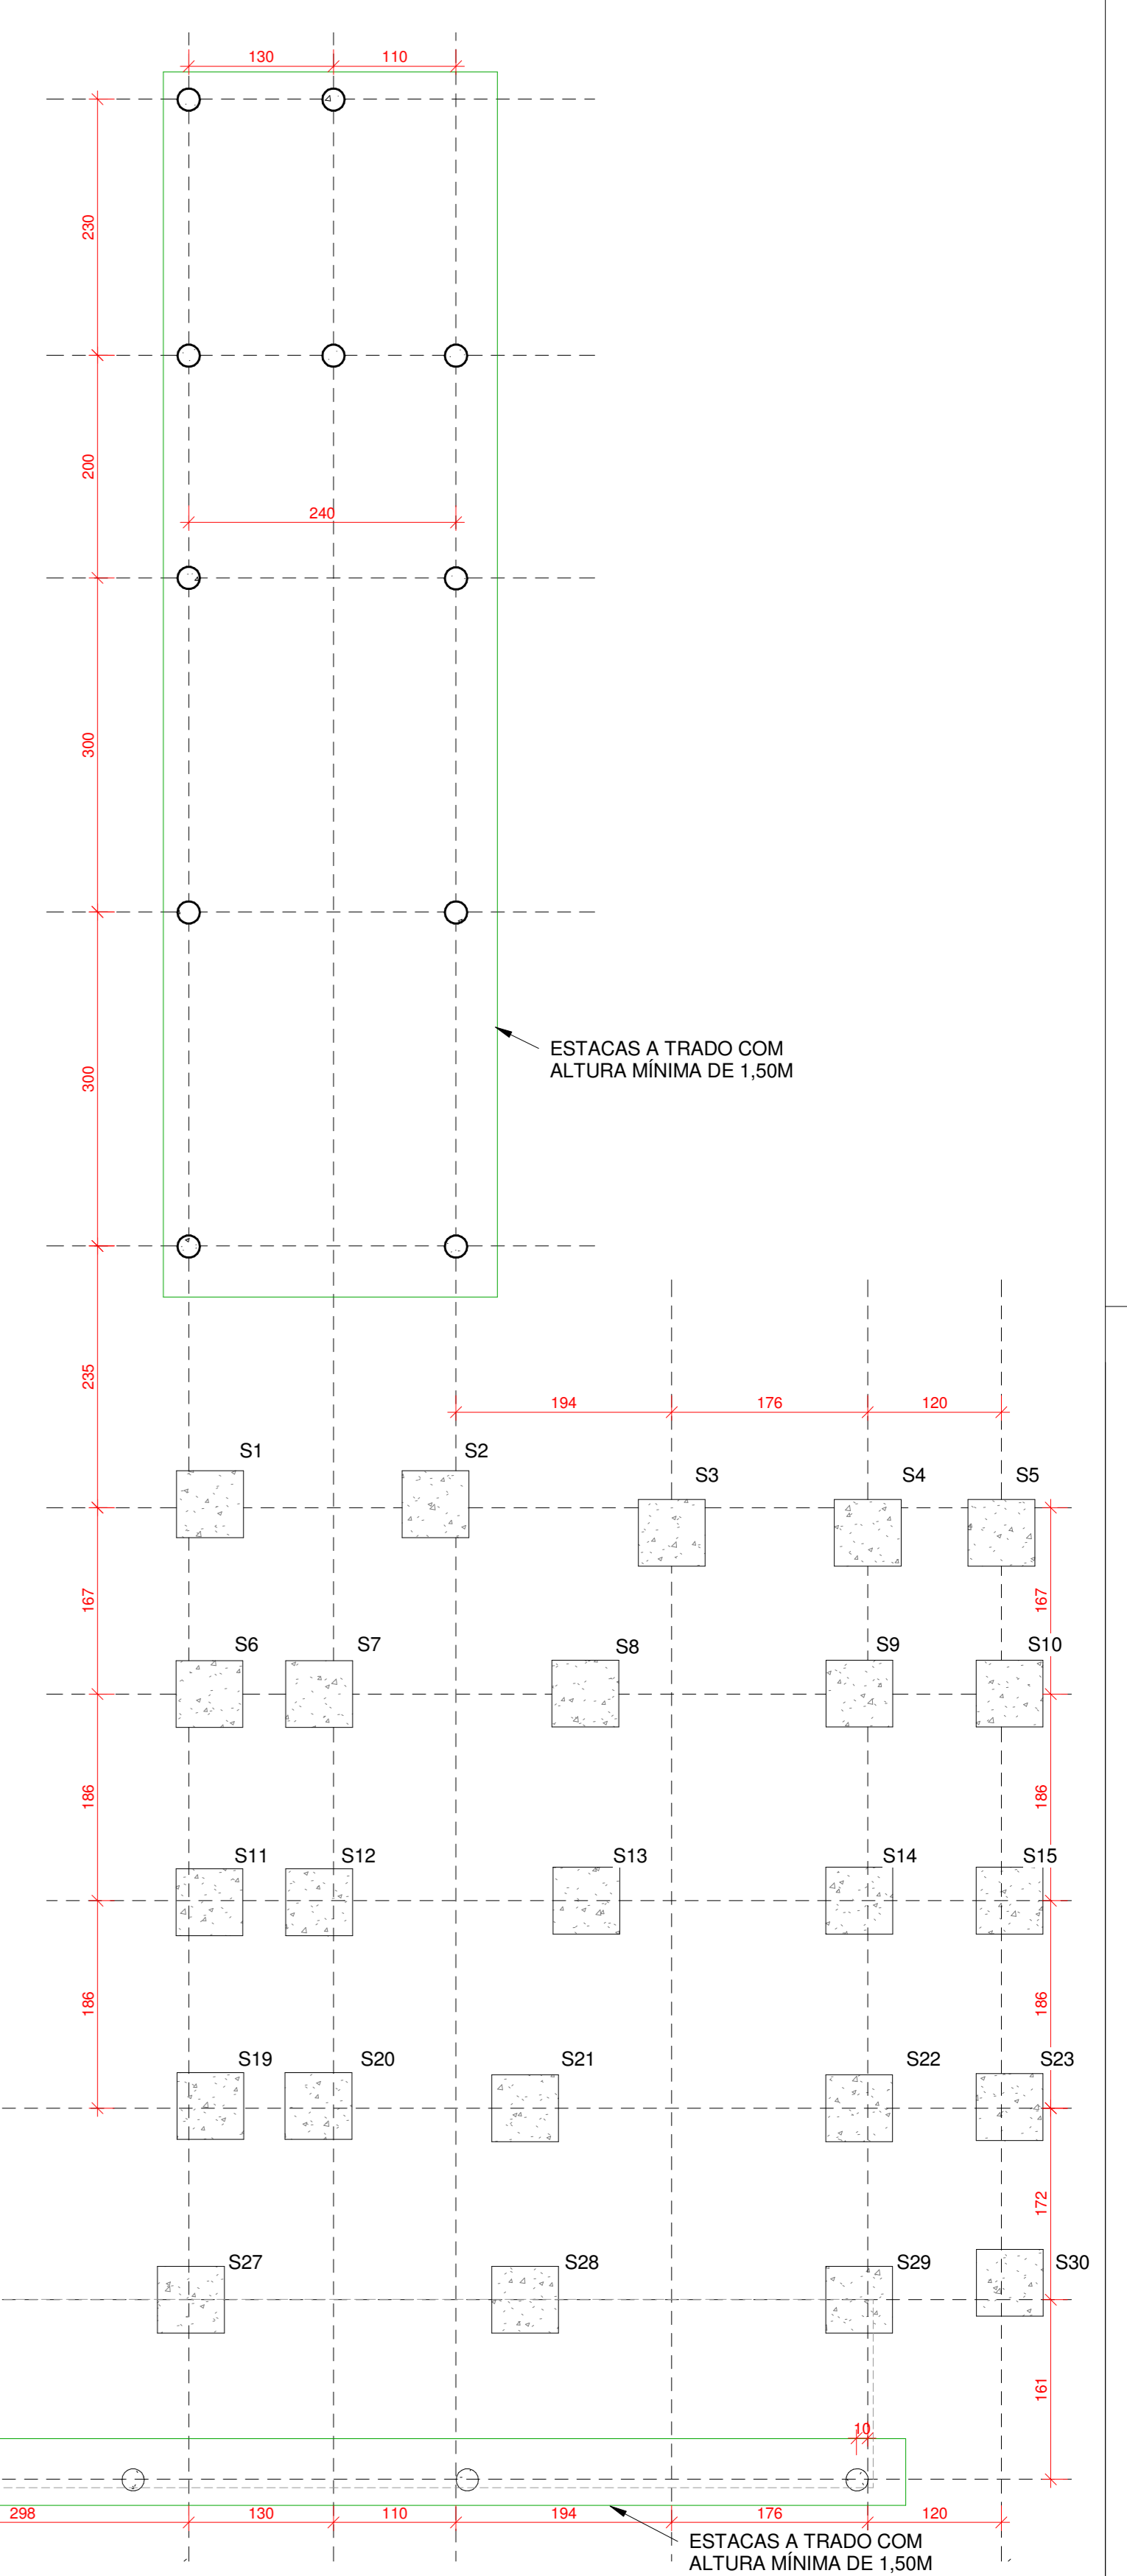 130
110
230
200
240
300
ESTACAS A TRADO COM
ALTURA MÍNIMA DE 1,50M
300
235
194
176
120
S1
S2
S3
S4
S5
167
167
S6
S7
S8
S9
S10
186
186
S11
S12
S13
S14
S15
186
186
S19
S20
S21
S22
S23
172
S27
S28
S29
S30
161
10
298
130
110
194
176
120
ESTACAS A TRADO COM
ALTURA MÍNIMA DE 1,50M